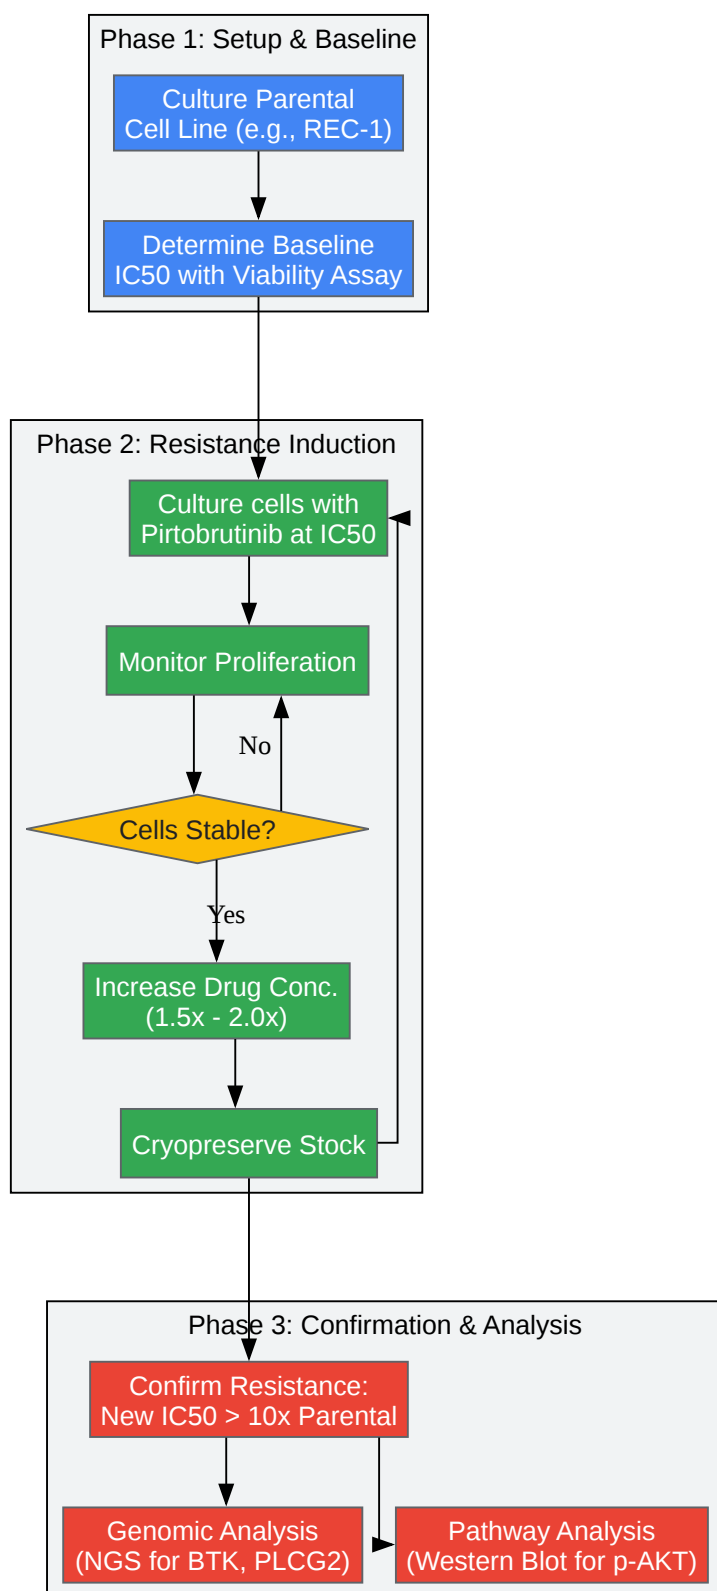 Phase 1: Setup & Baseline
Culture Parental
Cell Line (e.g., REC-1)
Determine Baseline
IC50 with Viability Assay
Phase 2: Resistance Induction
Culture cells with
Pirtobrutinib at IC50
Monitor Proliferation
No
Cells Stable?
Yes
Increase Drug Conc.
(1.5x - 2.0x)
Cryopreserve Stock
Phase 3: Confirmation & Analysis
Confirm Resistance:
New IC50 > 10x Parental
Genomic Analysis
(NGS for BTK, PLCG2)
Pathway Analysis
(Western Blot for p-AKT)